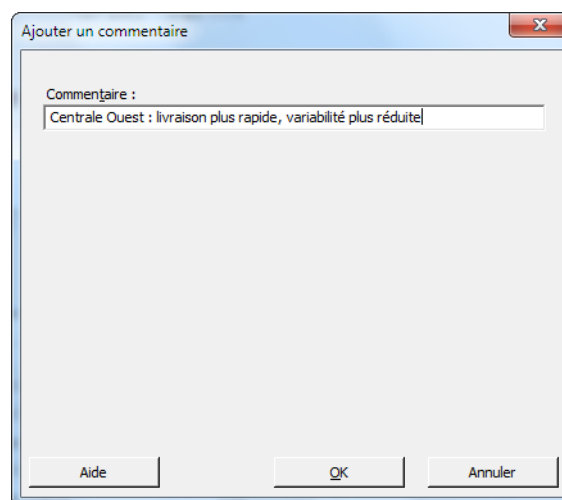 Ajouter un commentaire
Commentaire :
Centrale Ouest : livraison plus rapide, variabilité plus réduite
Aide OK Annuler